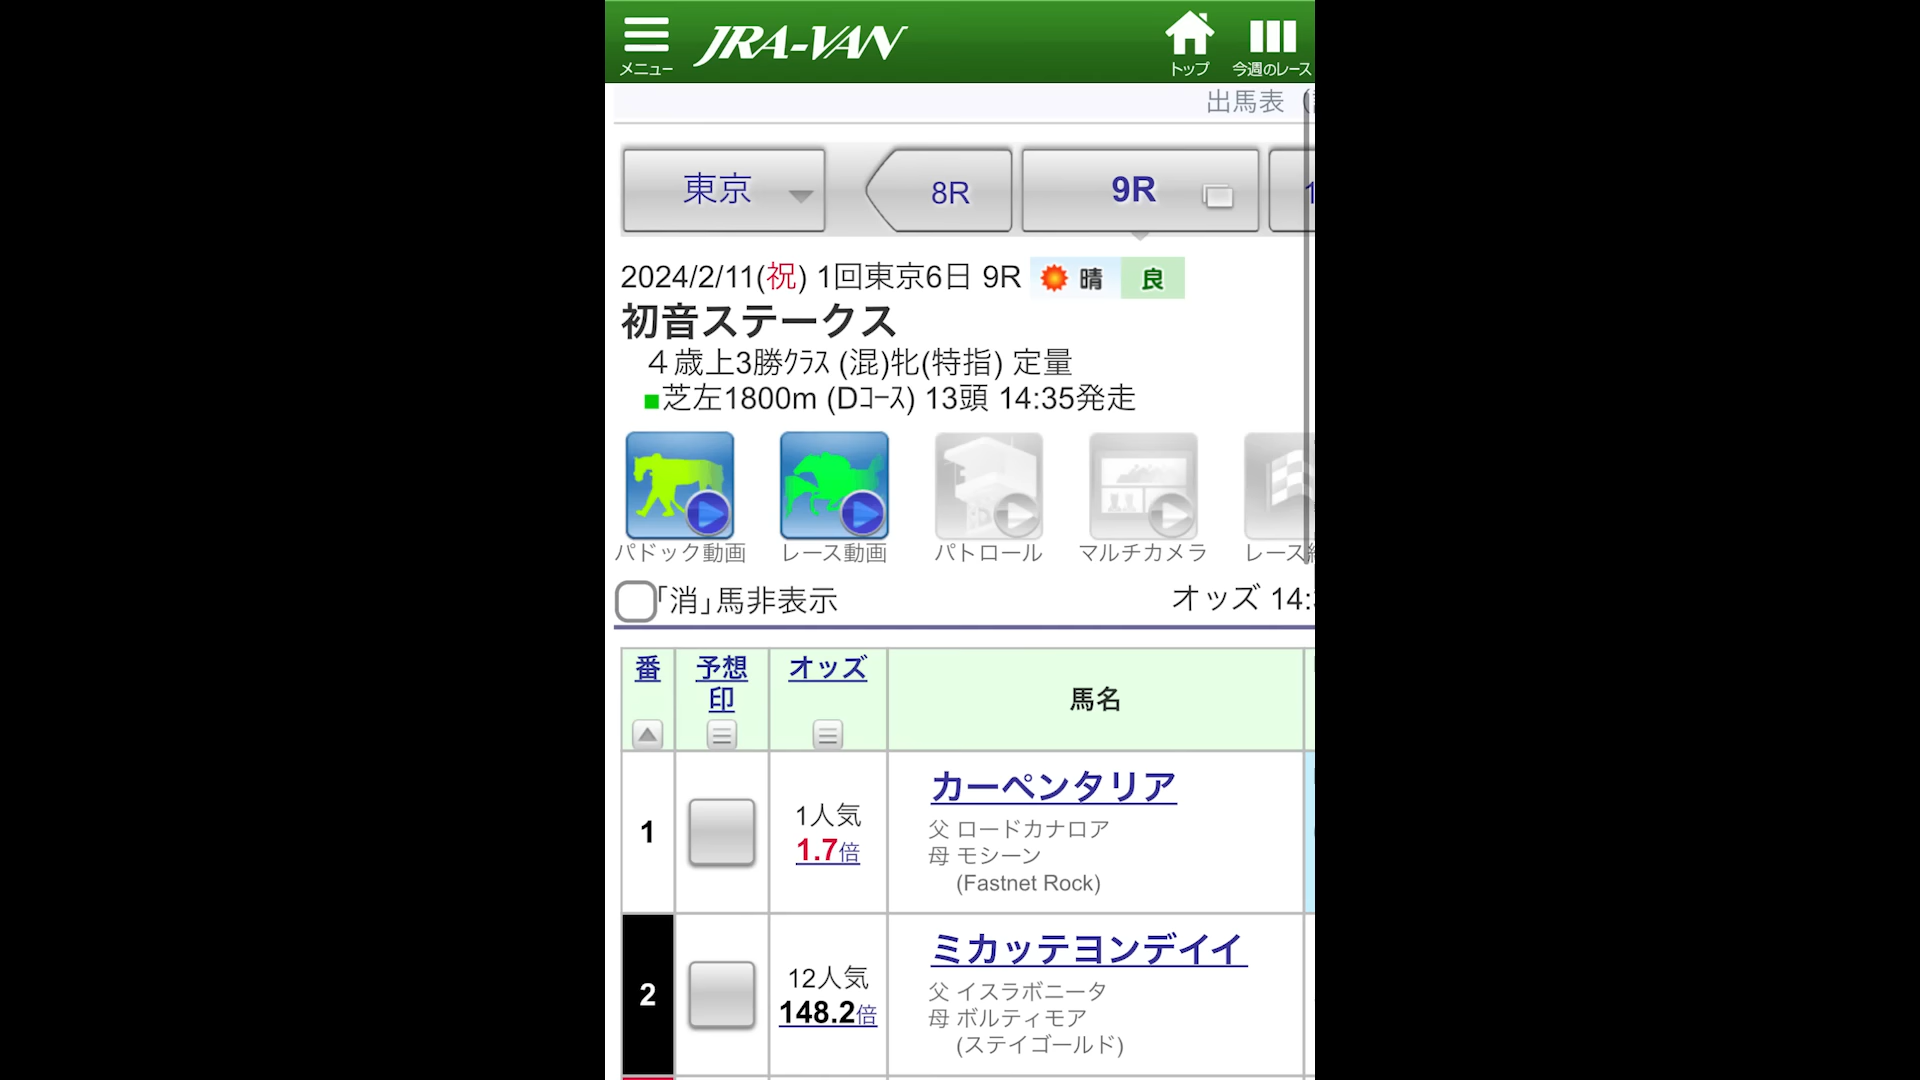 メニュー
JRA-VAN
トップ
今週のレース
出馬表
東京
8R
9R
2024/2/11(祝) 1回東京6日 9R 晴 良
初音ステークス
４歳上3勝ｸﾗｽ (混)牝(特指) 定量
芝左1800m (Dｺｰｽ) 13頭 14:35発走
パドック動画
レース動画
パトロール
マルチカメラ
レース
｢消｣馬非表示
オッズ 14:
番
予想印
オッズ
馬名
1
1人気
1.7倍
カーペンタリア
父 ロードカナロア
母 モシーン
(Fastnet Rock)
2
12人気
148.2倍
ミカッテヨンデイイ
父 イスラボニータ
母 ボルティモア
(ステイゴールド)